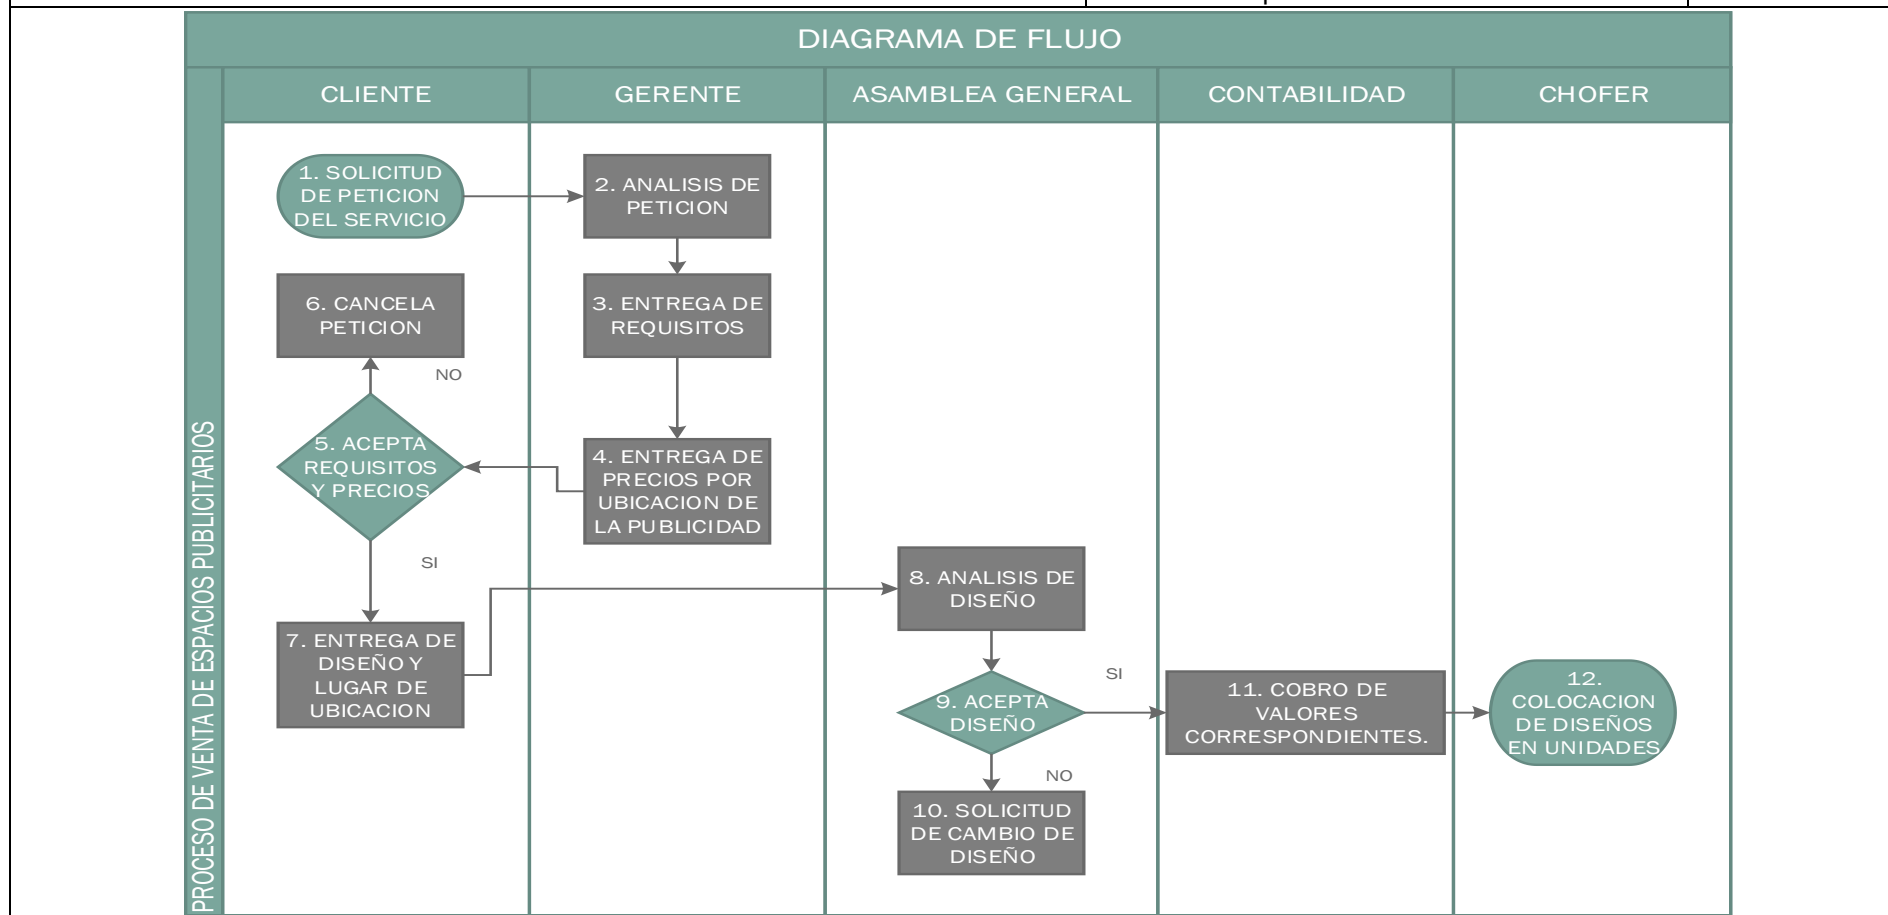 DIAGRAMA DE FLUJO
CLIENTE
GERENTE
ASAMBLEA GENERAL
CONTABILIDAD
CHOFER
PROCESO DE VENTA DE ESPACIOS PUBLICITARIOS
1. SOLICITUD
DE PETICION
DEL SERVICIO
2. ANALISIS DE
PETICION
6. CANCELA
PETICION
3. ENTREGA DE
REQUISITOS
NO
5. ACEPTA
REQUISITOS
Y PRECIOS
4. ENTREGA DE
PRECIOS POR
UBICACION DE
LA PUBLICIDAD
SI
7. ENTREGA DE
DISEÑO Y
LUGAR DE
UBICACION
8. ANALISIS DE
DISEÑO
9. ACEPTA
DISEÑO
SI
11. COBRO DE
VALORES
CORRESPONDIENTES.
12.
COLOCACION
DE DISEÑOS
EN UNIDADES
NO
10. SOLICITUD
DE CAMBIO DE
DISEÑO